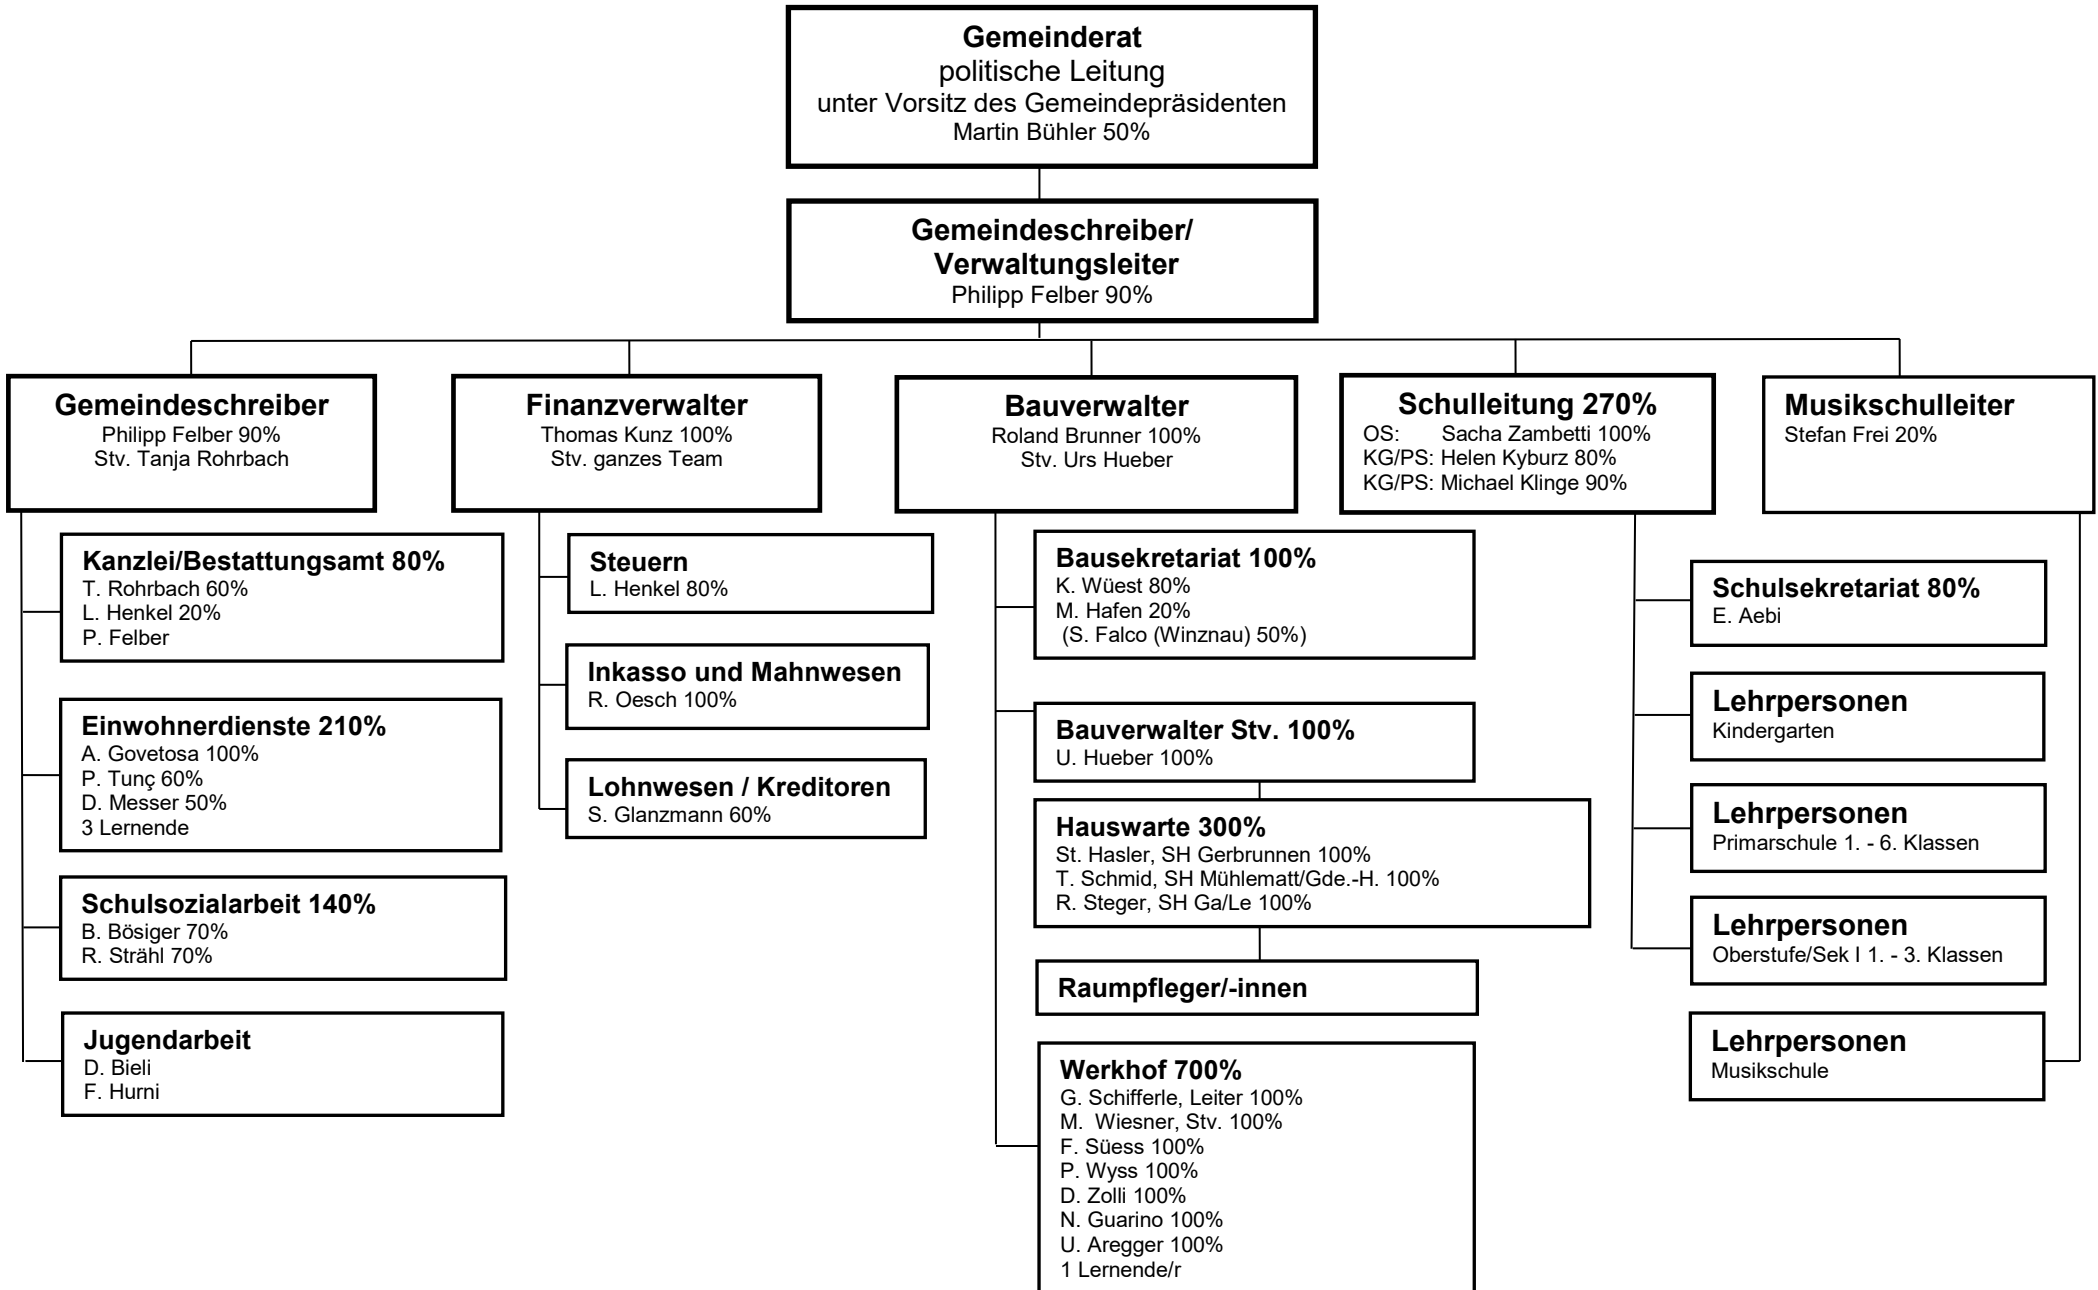 Gemeinderat
politische Leitung
unter Vorsitz des Gemeindepräsidenten
Martin Bühler 50%
Gemeindeschreiber/
Verwaltungsleiter
Philipp Felber 90%
Gemeindeschreiber
Philipp Felber 90%
Stv. Tanja Rohrbach
Finanzverwalter
Thomas Kunz 100%
Stv. ganzes Team
Bauverwalter
Roland Brunner 100%
Stv. Urs Hueber
Schulleitung 270%
OS: Sacha Zambetti 100%
KG/PS: Helen Kyburz 80%
KG/PS: Michael Klinge 90%
Musikschulleiter
Stefan Frei 20%
Kanzlei/Bestattungsamt 80%
T. Rohrbach 60%
L. Henkel 20%
P. Felber
Einwohnerdienste 210%
A. Govetosa 100%
P. Tunç 60%
D. Messer 50%
3 Lernende
Schulsozialarbeit 140%
B. Bösiger 70%
R. Strähl 70%
Jugendarbeit
D. Bieli
F. Hurni
Steuern
L. Henkel 80%
Inkasso und Mahnwesen
R. Oesch 100%
Lohnwesen / Kreditoren
S. Glanzmann 60%
Bausekretariat 100%
K. Wüest 80%
M. Hafen 20%
(S. Falco (Winznau) 50%)
Bauverwalter Stv. 100%
U. Hueber 100%
Hauswarte 300%
St. Hasler, SH Gerbrunnen 100%
T. Schmid, SH Mühlematt/Gde.-H. 100%
R. Steger, SH Ga/Le 100%
Raumpfleger/-innen
Werkhof 700%
G. Schifferle, Leiter 100%
M. Wiesner, Stv. 100%
F. Süess 100%
P. Wyss 100%
D. Zolli 100%
N. Guarino 100%
U. Aregger 100%
1 Lernende/r
Schulsekretariat 80%
E. Aebi
Lehrpersonen
Kindergarten
Lehrpersonen
Primarschule 1. - 6. Klassen
Lehrpersonen
Oberstufe/Sek I 1. - 3. Klassen
Lehrpersonen
Musikschule